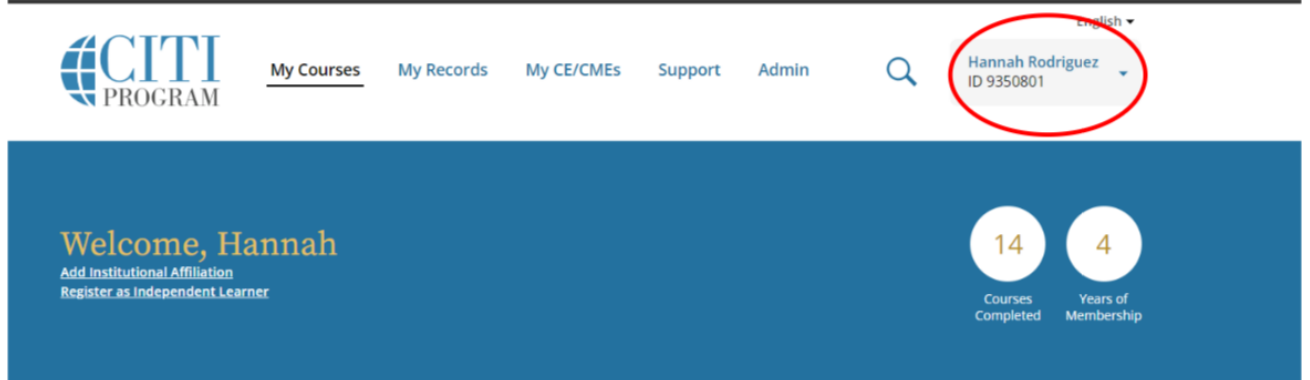 English
CITI
PROGRAM
My Courses My Records My CE/CMEs Support Admin
Hannah Rodriguez
ID 9350801
Welcome, Hannah
Add Institutional Affiliation
Register as Independent Learner
14 4
Courses Completed
Years of Membership